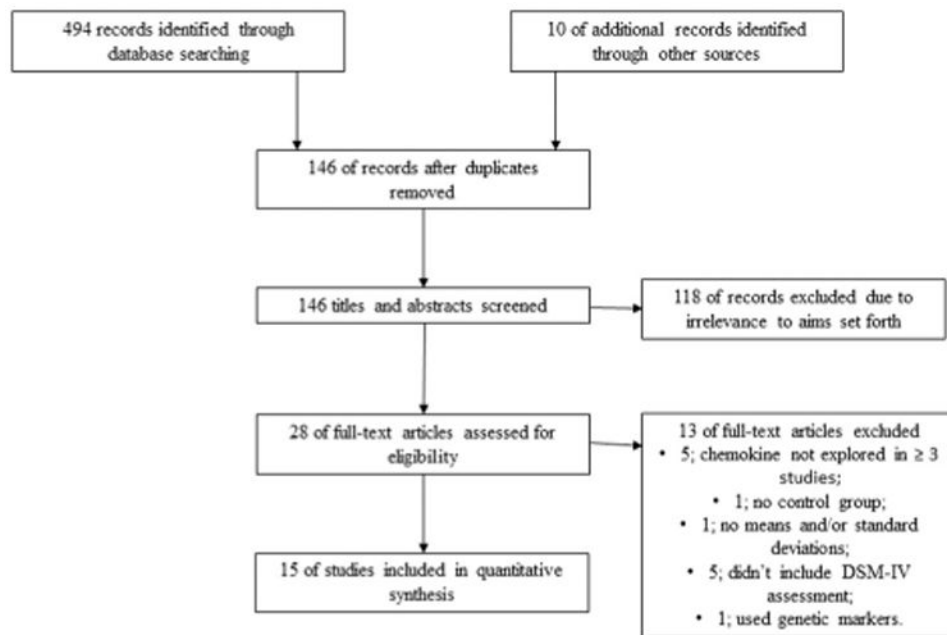 494 records identified through
database searching
10 of additional records identified
through other sources
146 of records after duplicates
removed
146 titles and abstracts screened
118 of records excluded due to
irrelevance to aims set forth
28 of full-text articles assessed for
eligibility
13 of full-text articles excluded
• 5; chemokine not explored in ≥ 3
studies;
• 1; no control group;
• 1; no means and/or standard
deviations;
• 5; didn't include DSM-IV
assessment;
• 1; used genetic markers.
15 of studies included in quantitative
synthesis